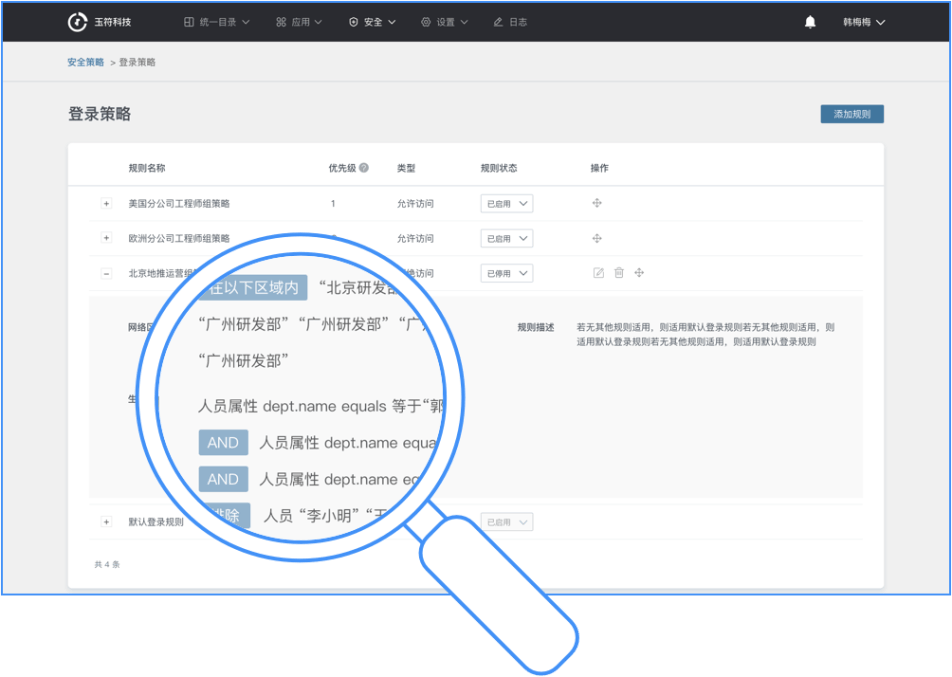 玉符科技 统一目录 应用 安全 设置 日志 韩梅梅
安全策略 > 登录策略
登录策略 添加规则
规则名称 优先级 ? 类型 规则状态 操作
美国分公司工程师组策略 1 允许访问 已启用
欧洲分公司工程师组策略 允许访问 已启用
北京地推运营组 绝访问 已停用
在以下区域内 “北京研发部
“广州研发部” “广州研发部” “广
“广州研发部”
人员属性 dept.name equals 等于“郭
AND 人员属性 dept.name equa
AND 人员属性 dept.name eq
排除 人员 “李小明” “王
网络区
生
规则描述 若无其他规则适用，则适用默认登录规则若无其他规则适用，则
适用默认登录规则若无其他规则适用，则适用默认登录规则
默认登录规则 已启用
共 4 条